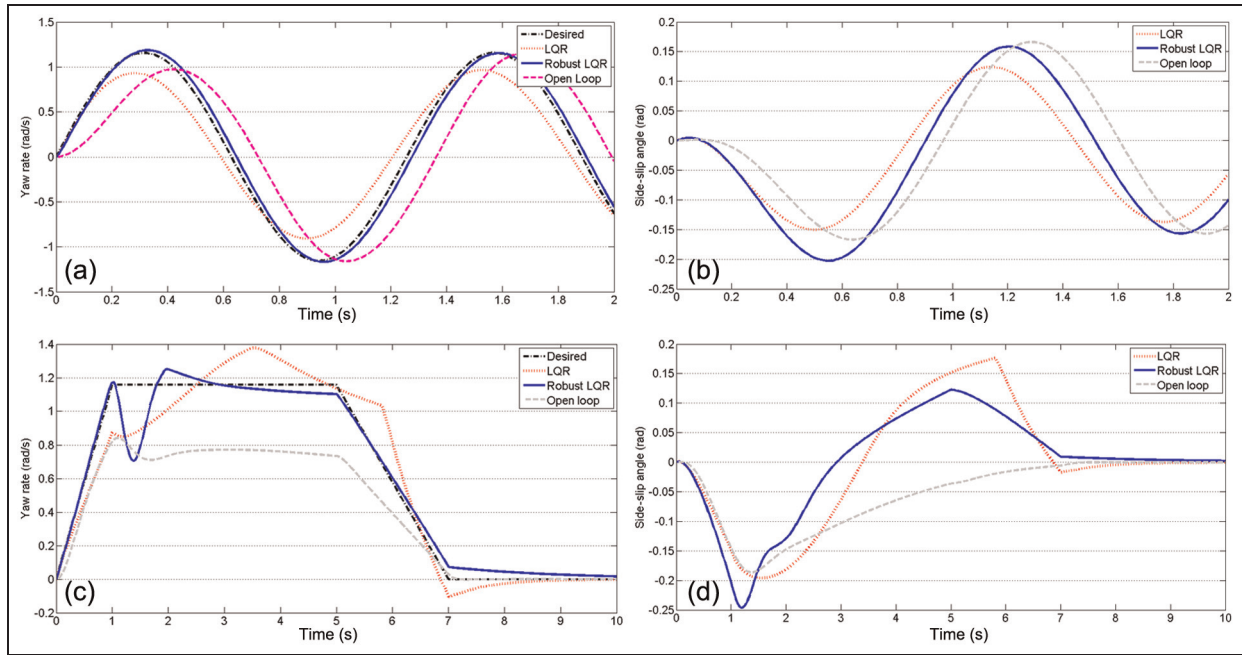 1.5
1
0.5
0
-0.5
-1
-1.5
Yaw rate (rad/s)
Desired
LQR
Robust LQR
Open Loop
(a)
0 0.2 0.4 0.6 0.8 1 1.2 1.4 1.6 1.8 2
Time (s)
0.2
0.15
0.1
0.05
0
-0.05
-0.1
-0.15
-0.2
-0.25
Side-slip angle (rad)
LQR
Robust LQR
Open loop
(b)
0 0.2 0.4 0.6 0.8 1 1.2 1.4 1.6 1.8 2
Time (s)
1.4
1.2
1
0.8
0.6
0.4
0.2
0
-0.2
Yaw rate (rad/s)
Desired
LQR
Robust LQR
Open loop
(c)
0 1 2 3 4 5 6 7 8 9 10
Time (s)
0.2
0.15
0.1
0.05
0
-0.05
-0.1
-0.15
-0.2
-0.25
Side-slip angle (rad)
LQR
Robust LQR
Open loop
(d)
0 1 2 3 4 5 6 7 8 9 10
Time (s)